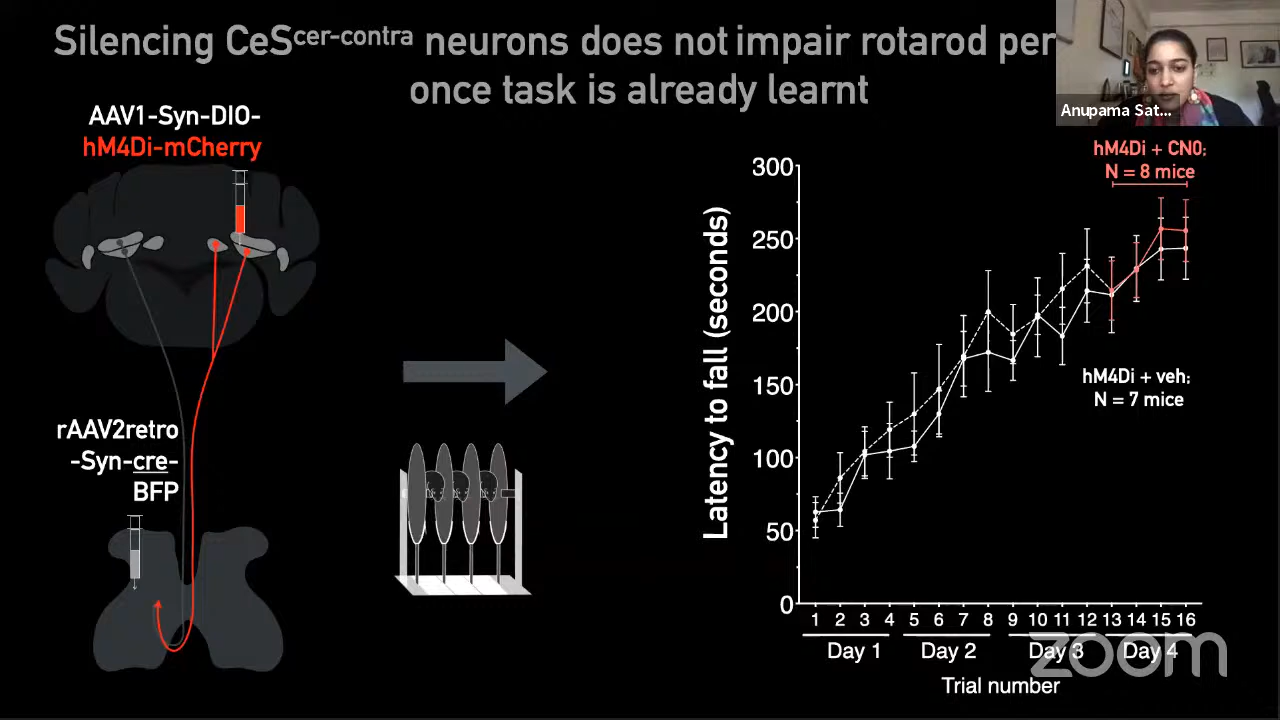 Silencing CeScer-contra neurons does not impair rotarod per
once task is already learnt
Anupama Sat...
AAV1-Syn-DIO-
hM4Di-mCherry
rAAV2retro
-Syn-cre-
BFP
hM4Di + CN0;
N = 8 mice
hM4Di + veh;
N = 7 mice
Latency to fall (seconds)
300
250
200
150
100
50
0
1 2 3 4 5 6 7 8 9 10 11 12 13 14 15 16
Day 1 Day 2 Day 3 Day 4
Trial number
zoom